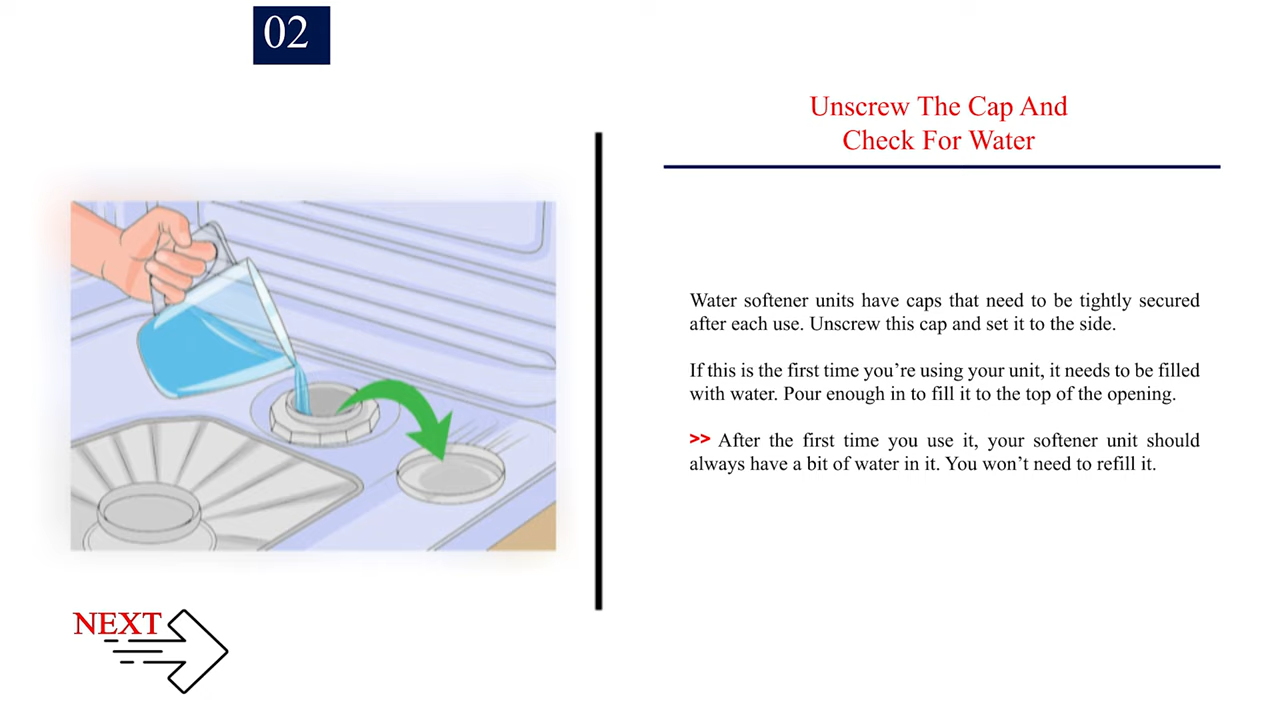 02
Unscrew The Cap And
Check For Water
Water softener units have caps that need to be tightly secured
after each use. Unscrew this cap and set it to the side.
If this is the first time you’re using your unit, it needs to be filled
with water. Pour enough in to fill it to the top of the opening.
>> After the first time you use it, your softener unit should
always have a bit of water in it. You won’t need to refill it.
NEXT